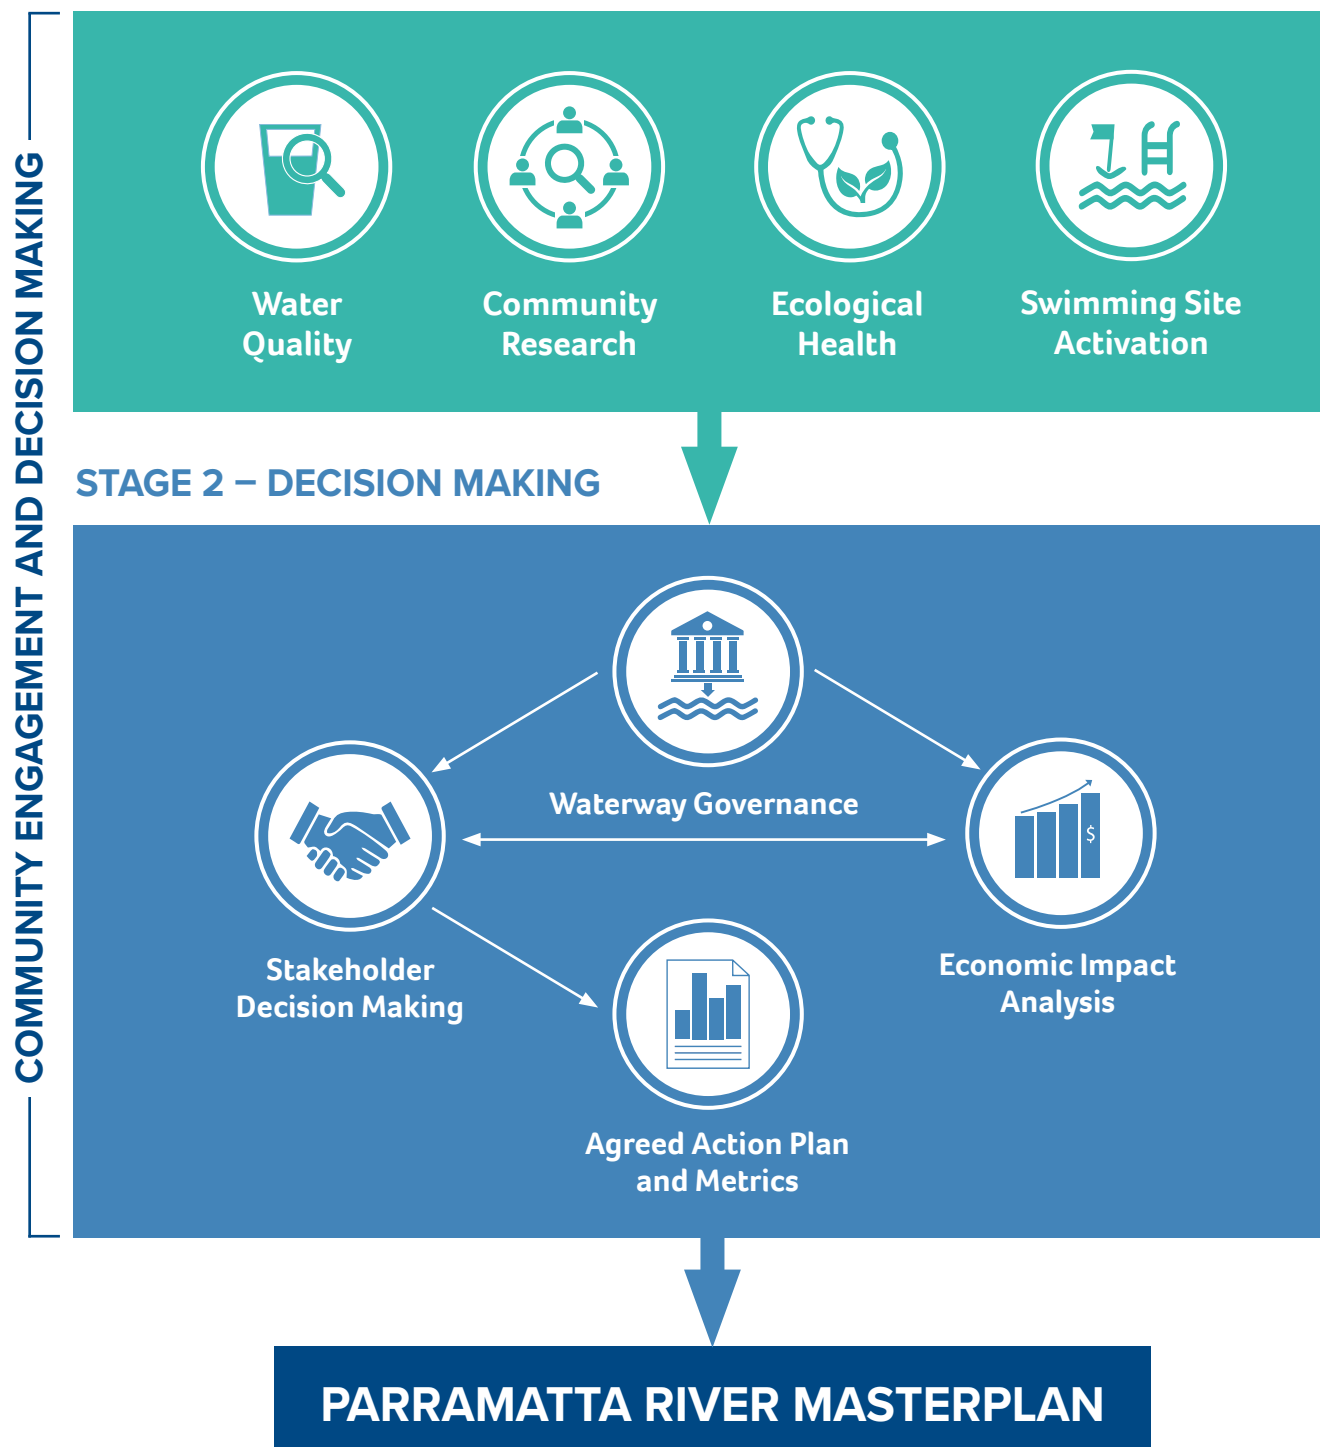 COMMUNITY ENGAGEMENT AND DECISION MAKING
Water
Quality
Community
Research
Ecological
Health
Swimming Site
Activation
STAGE 2 – DECISION MAKING
Waterway Governance
$
Stakeholder
Decision Making
Economic Impact
Analysis
Agreed Action Plan
and Metrics
PARRAMATTA RIVER MASTERPLAN